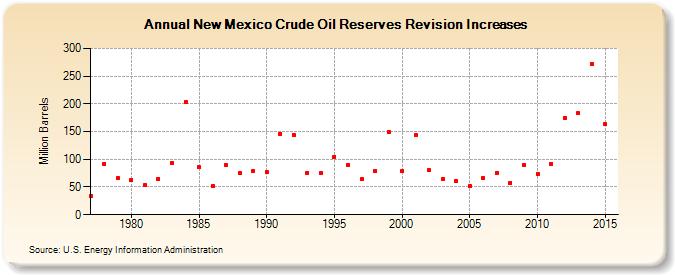 Annual New Mexico Crude Oil Reserves Revision Increases
Million Barrels
300
250
200
150
100
50
0
1980 1985 1990 1995 2000 2005 2010 2015
Source: U.S. Energy Information Administration